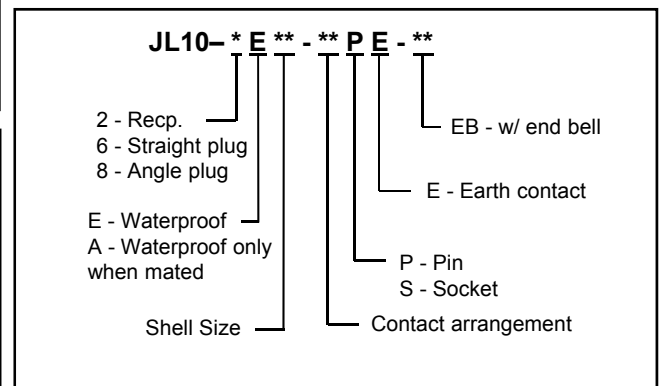 JL10– * E ** - ** P E - **
2 - Recp.
6 - Straight plug
8 - Angle plug
EB - w/ end bell
E - Earth contact
E - Waterproof
A - Waterproof only
when mated
P - Pin
S - Socket
Shell Size
Contact arrangement